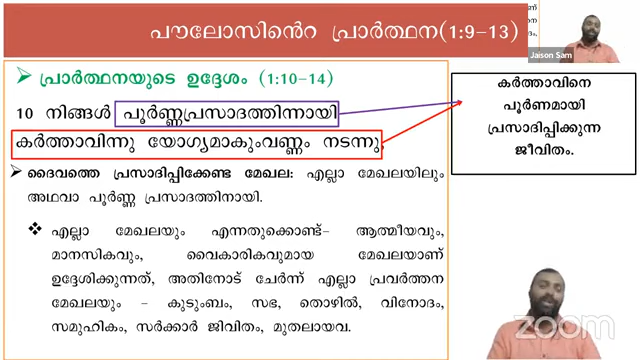 പൗലോസിൻെറ പ്രാർത്ഥന(1:9-13)
Jaison Sam
പ്രാർത്ഥനയുടെ ഉദ്ദേശം (1:10-14)
10 നിങ്ങൾ പൂർണ്ണപ്രസാദത്തിന്നായി
കർത്താവിന്നു യോഗ്യമാകുംവണ്ണം നടന്നു,
കർത്താവിനെ
പൂർണമായി
പ്രസാദിപ്പിക്കുന്ന
ജീവിതം.
ദൈവത്തെ പ്രസാദിപ്പിക്കേണ്ട മേഖല: എല്ലാ മേഖലയിലും
അഥവാ പൂർണ്ണ പ്രസാദത്തിനായി.
എല്ലാ മേഖലയും എന്നതുക്കൊണ്ട്- ആത്മീയവും,
മാനസികവും, വൈകാരികവുമായ മേഖലയാണ്
ഉദ്ദേശിക്കുന്നത്, അതിനോട് ചേർന്ന് എല്ലാ പ്രവർത്തന
മേഖലയും – കുടുംബം, സഭ, തൊഴിൽ, വിനോദം,
സമുഹികം, സർക്കാർ ജിവിതം, മുതലായവ.
zoom